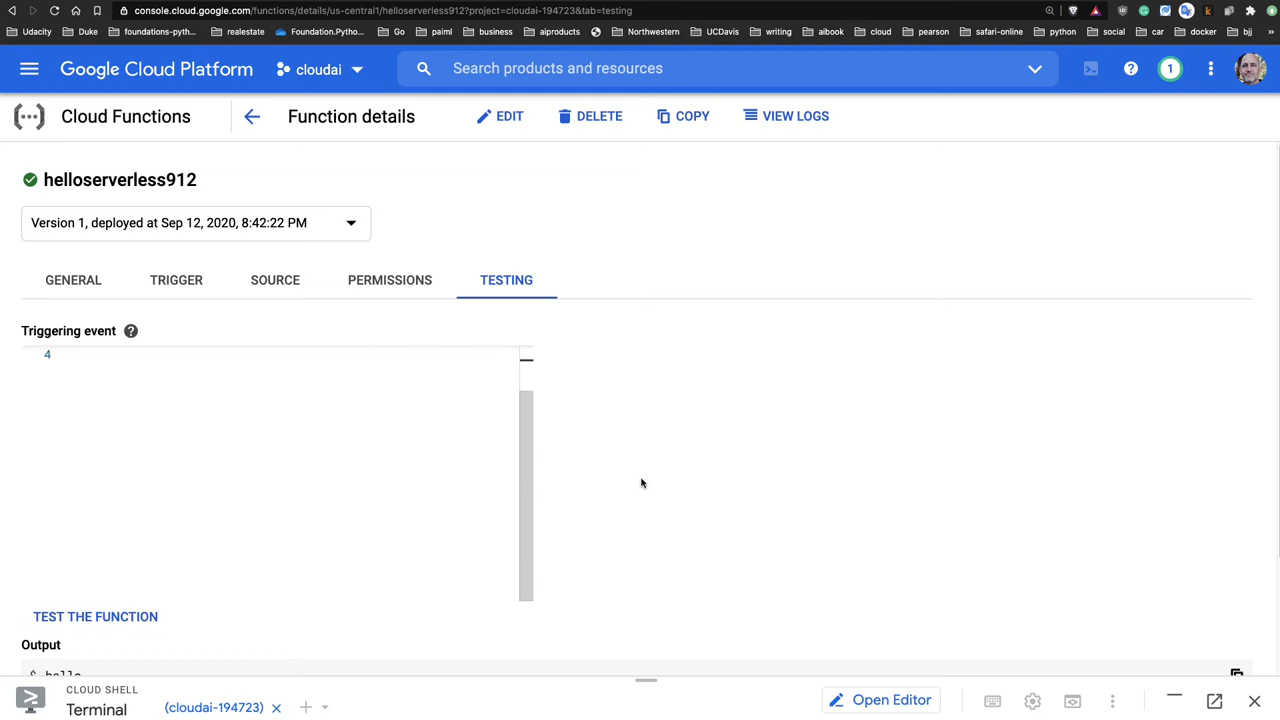 console.cloud.google.com/functions/details/us-central1/helloserverless912?project=cloudai-194723&tab=testing
Udacity Duke foundations-pyth... realestate Foundation.Pytho... Go paiml business aiproducts Northwestern UCDavis writing aibook cloud pearson safari-online python social car docker bjj »
Google Cloud Platform cloudai Search products and resources 1
Cloud Functions Function details EDIT DELETE COPY VIEW LOGS
helloserverless912
Version 1, deployed at Sep 12, 2020, 8:42:22 PM
GENERAL TRIGGER SOURCE PERMISSIONS TESTING
Triggering event
4
TEST THE FUNCTION
Output
$ hello
CLOUD SHELL
Terminal (cloudai-194723) Open Editor